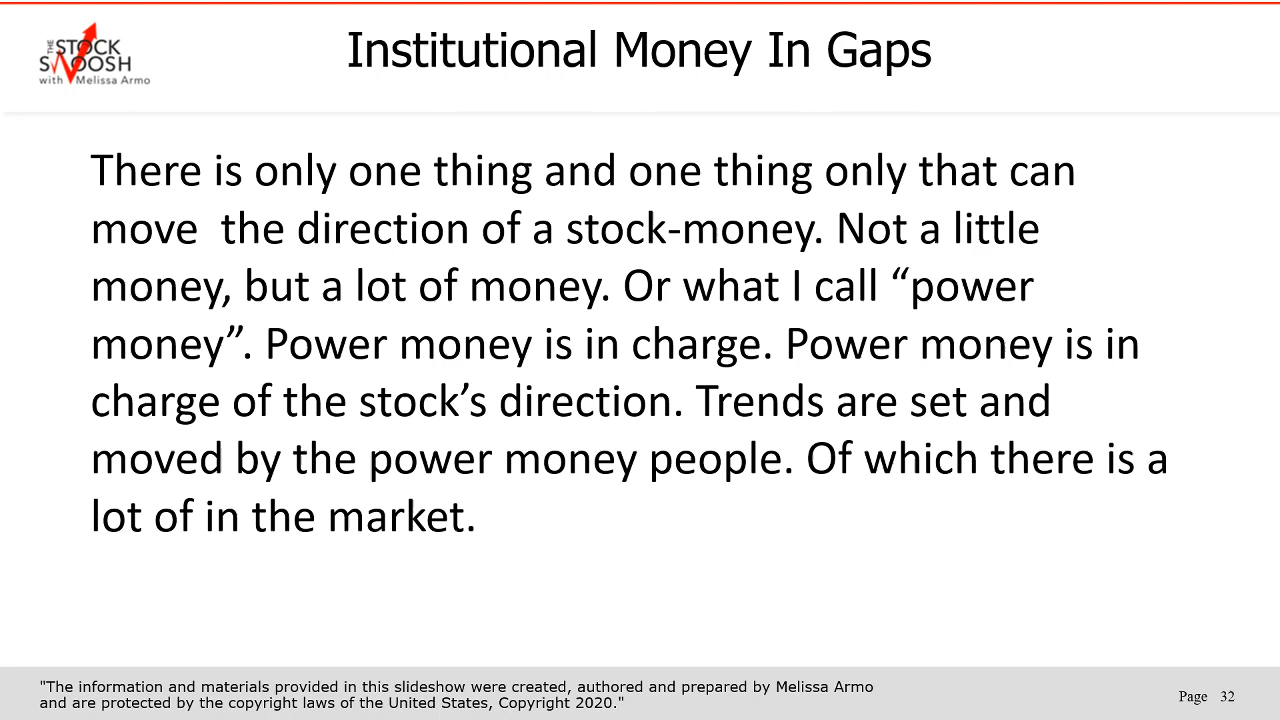 Institutional Money In Gaps
THE
STOCK
SWOOSH
with Melissa Armo
There is only one thing and one thing only that can
move  the direction of a stock-money. Not a little
money, but a lot of money. Or what I call “power
money”. Power money is in charge. Power money is in
charge of the stock’s direction. Trends are set and
moved by the power money people. Of which there is a
lot of in the market.
"The information and materials provided in this slideshow were created, authored and prepared by Melissa Armo
and are protected by the copyright laws of the United States, Copyright 2020."
Page 32